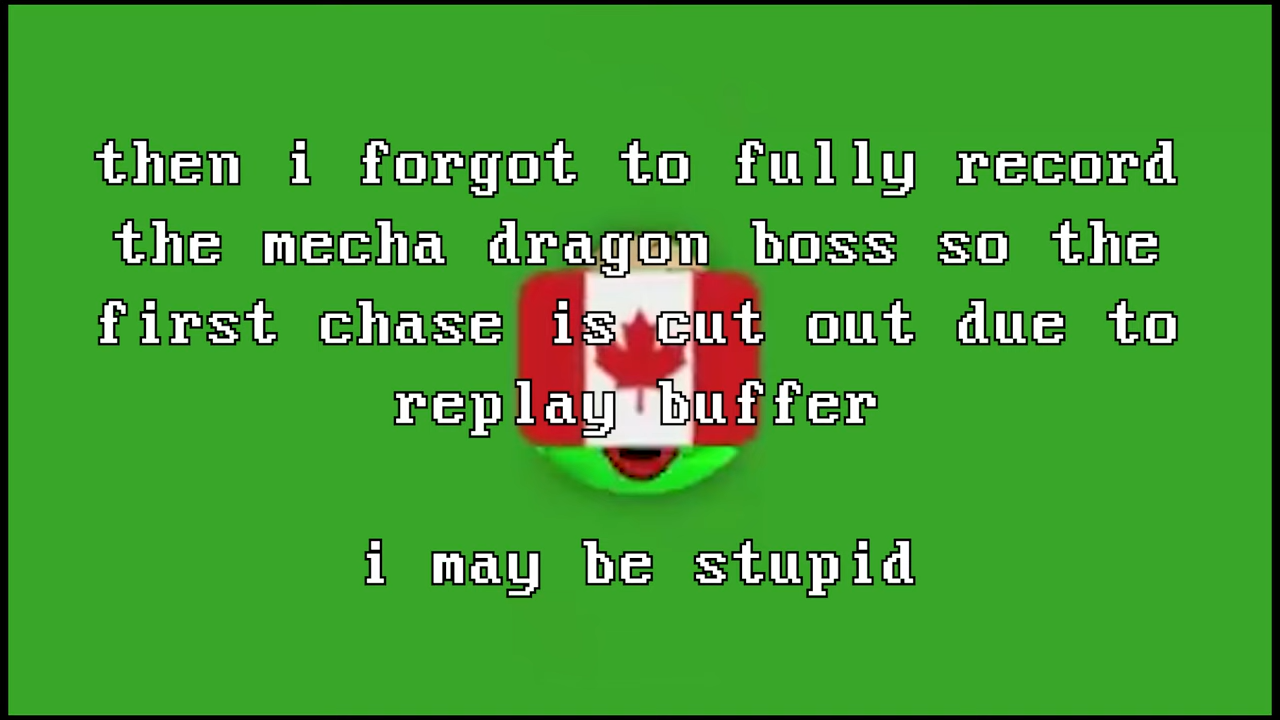 then i forgot to fully record
the mecha dragon boss so the
first chase is cut out due to
replay buffer
i may be stupid